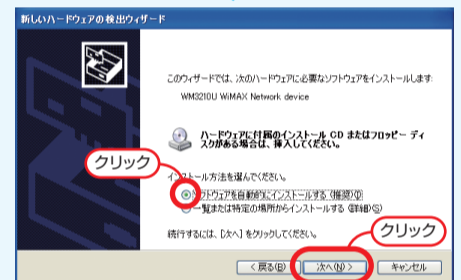 新しいハードウェアの検出ウィザード
このウィザードでは、次のハードウェアに必要なソフトウェアをインストールします:
WM3210U WiMAX Network device
ハードウェアに付属のインストール CD またはフロッピー ディ
スクがある場合は、挿入してください。
クリック
インストール方法を選んでください。
ソフトウェアを自動的にインストールする (推奨)(I)
一覧または特定の場所からインストールする (詳細)(S)
続行するには、[次へ] をクリックしてください。
クリック
< 戻る(B)
次へ(N) >
キャンセル